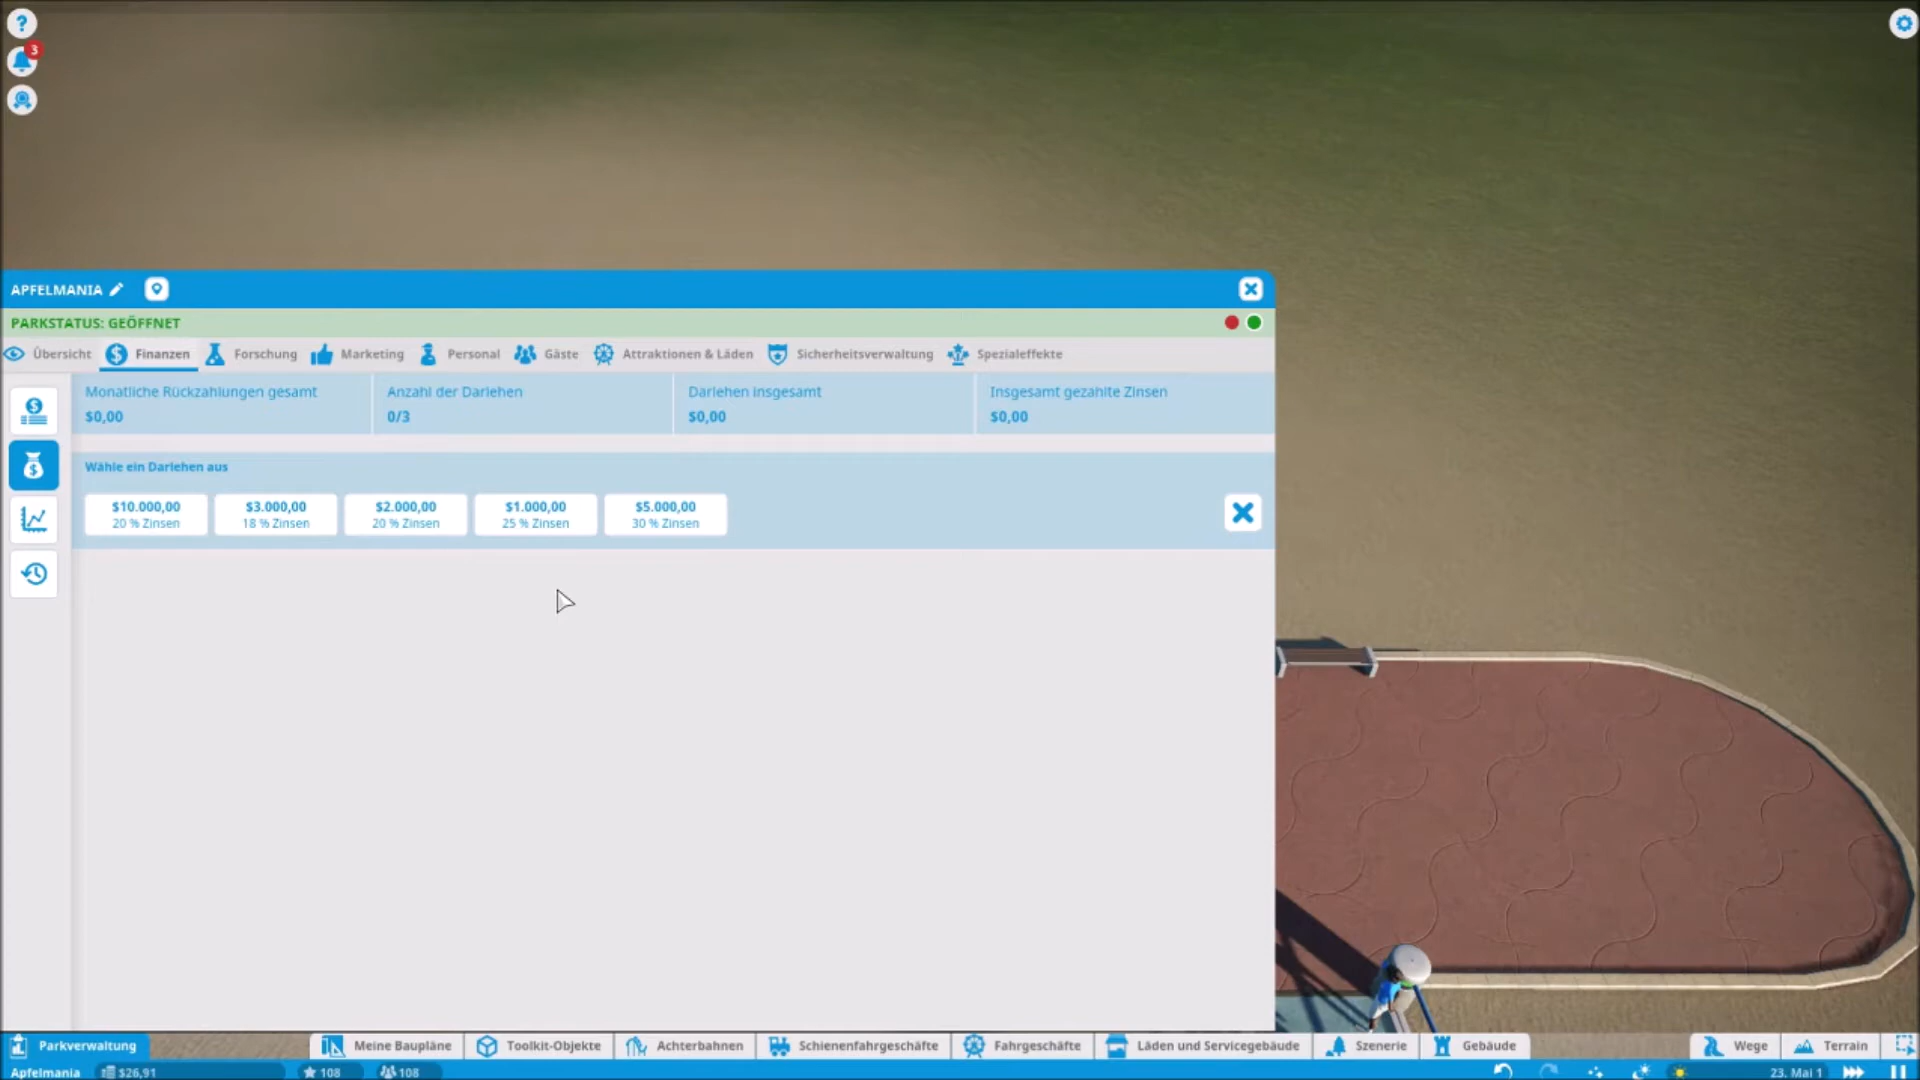 ?
3
APFELMANIA
PARKSTATUS: GEÖFFNET
Übersicht Finanzen Forschung Marketing Personal Gäste Attraktionen & Läden Sicherheitsverwaltung Spezialeffekte
Monatliche Rückzahlungen gesamt Anzahl der Darlehen Darlehen insgesamt Insgesamt gezahlte Zinsen
$0,00 0/3 $0,00 $0,00
Wähle ein Darlehen aus
$10.000,00 $3.000,00 $2.000,00 $1.000,00 $5.000,00
20 % Zinsen 18 % Zinsen 20 % Zinsen 25 % Zinsen 30 % Zinsen
Parkverwaltung Meine Baupläne Toolkit-Objekte Achterbahnen Schienenfahrgeschäfte Fahrgeschäfte Läden und Servicegebäude Szenerie Gebäude Wege Terrain
Apfelmania $26,91 108 108 23. Mai 1